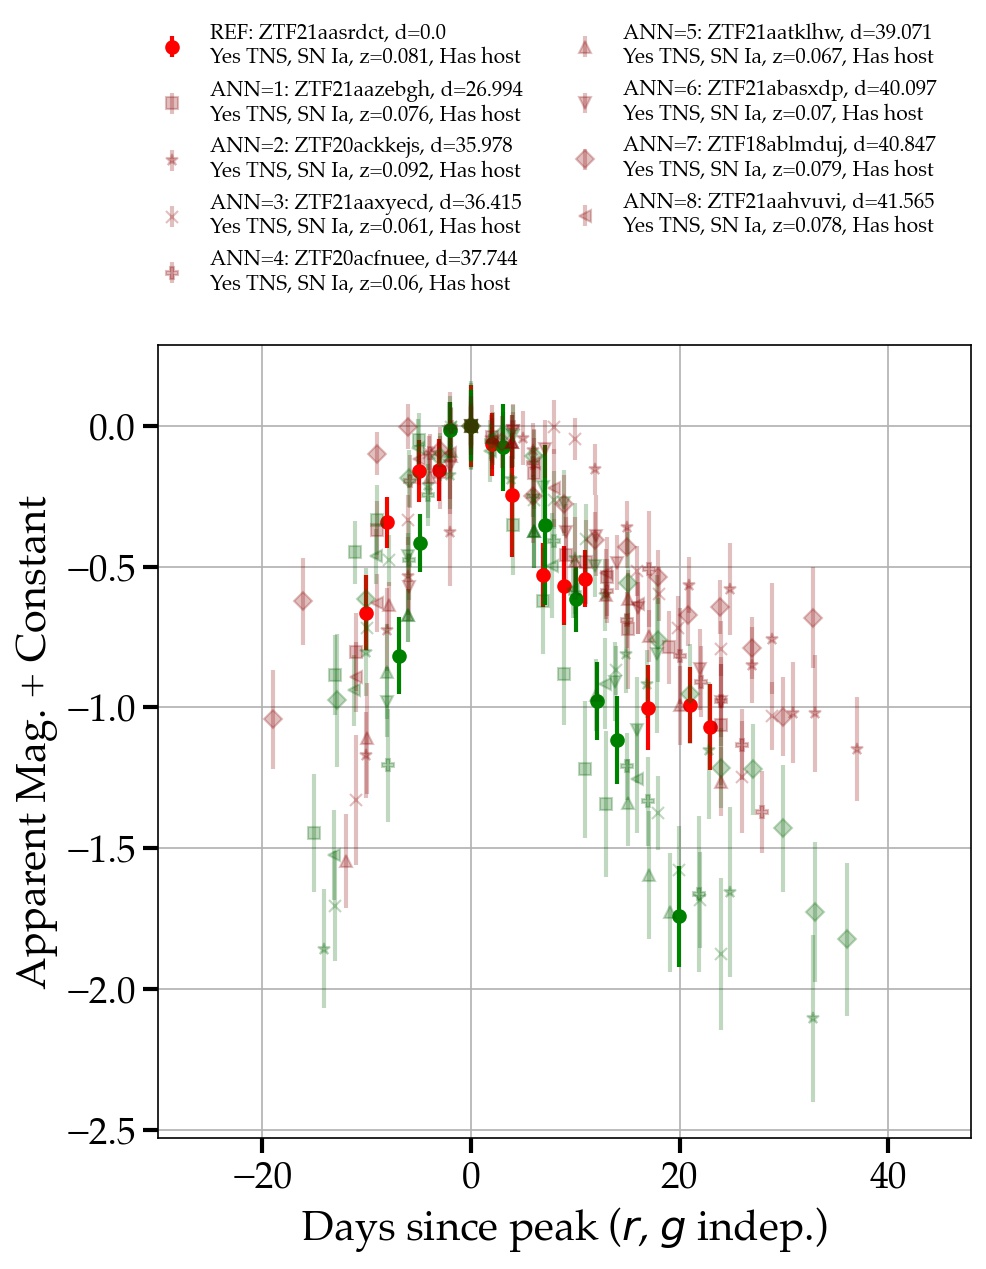 REF: ZTF21aasrdct, d=0.0
Yes TNS, SN Ia, z=0.081, Has host
ANN=1: ZTF21aazebgh, d=26.994
Yes TNS, SN Ia, z=0.076, Has host
ANN=2: ZTF20ackkejs, d=35.978
Yes TNS, SN Ia, z=0.092, Has host
ANN=3: ZTF21aaxyecd, d=36.415
Yes TNS, SN Ia, z=0.061, Has host
ANN=4: ZTF20acfnuee, d=37.744
Yes TNS, SN Ia, z=0.06, Has host
ANN=5: ZTF21aatklhw, d=39.071
Yes TNS, SN Ia, z=0.067, Has host
ANN=6: ZTF21abasxdp, d=40.097
Yes TNS, SN Ia, z=0.07, Has host
ANN=7: ZTF18ablmduj, d=40.847
Yes TNS, SN Ia, z=0.079, Has host
ANN=8: ZTF21aahvuvi, d=41.565
Yes TNS, SN Ia, z=0.078, Has host
Apparent Mag. + Constant
0.0
−0.5
−1.0
−1.5
−2.0
−2.5
−20
0
20
40
Days since peak (r, g indep.)